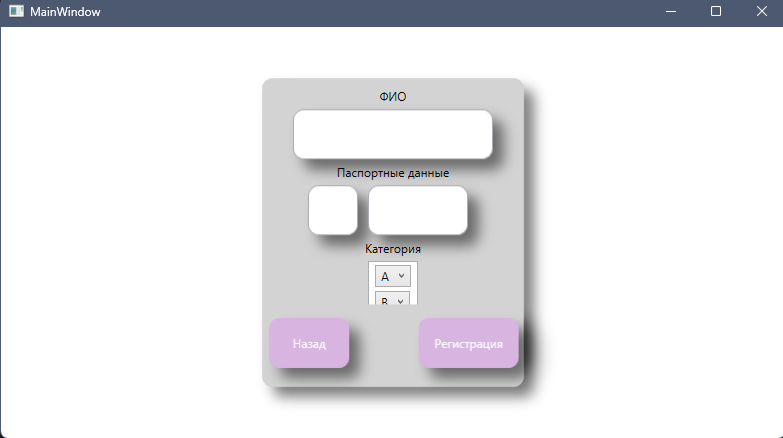 MainWindow
ФИО
Паспортные данные
Категория
A
B
Назад
Регистрация